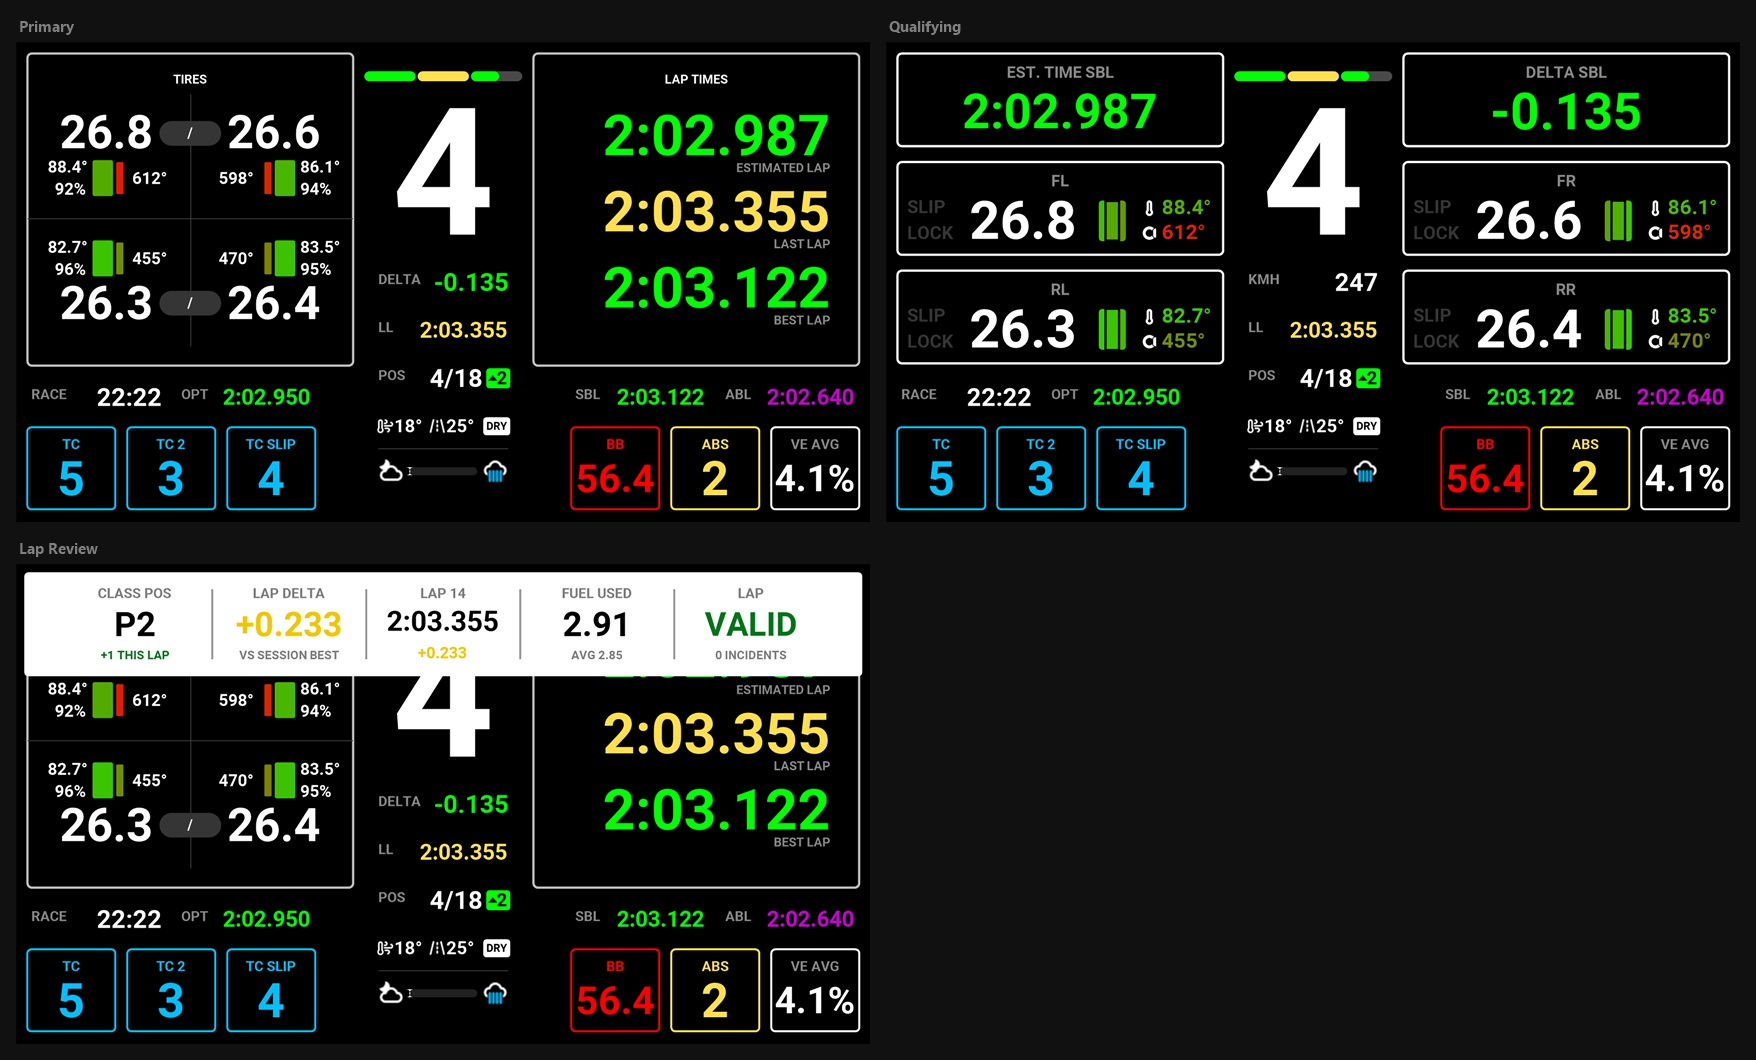 Primary
TIRES
26.8 / 26.6
88.4° 612° 598° 86.1°
92% 94%
82.7° 455° 470° 83.5°
96% 95%
26.3 / 26.4
4
DELTA -0.135
LL 2:03.355
POS 4/18 2
18° 25° DRY
LAP TIMES
2:02.987
ESTIMATED LAP
2:03.355
LAST LAP
2:03.122
BEST LAP
RACE 22:22 OPT 2:02.950
SBL 2:03.122 ABL 2:02.640
TC TC 2 TC SLIP
5 3 4
BB ABS VE AVG
56.4 2 4.1%
Qualifying
EST. TIME SBL
2:02.987
DELTA SBL
-0.135
FL
SLIP
LOCK
26.8
88.4°
612°
FR
SLIP
LOCK
26.6
86.1°
598°
RL
SLIP
LOCK
26.3
82.7°
455°
RR
SLIP
LOCK
26.4
83.5°
470°
4
KMH 247
LL 2:03.355
POS 4/18 2
18° 25° DRY
RACE 22:22 OPT 2:02.950
SBL 2:03.122 ABL 2:02.640
TC TC 2 TC SLIP
5 3 4
BB ABS VE AVG
56.4 2 4.1%
Lap Review
CLASS POS
P2
+1 THIS LAP
LAP DELTA
+0.233
VS SESSION BEST
LAP 14
2:03.355
+0.233
FUEL USED
2.91
AVG 2.85
LAP
VALID
0 INCIDENTS
88.4° 612° 598° 86.1°
92% 94%
82.7° 455° 470° 83.5°
96% 95%
26.3 / 26.4
4
DELTA -0.135
LL 2:03.355
POS 4/18 2
18° 25° DRY
ESTIMATED LAP
2:03.355
LAST LAP
2:03.122
BEST LAP
RACE 22:22 OPT 2:02.950
SBL 2:03.122 ABL 2:02.640
TC TC 2 TC SLIP
5 3 4
BB ABS VE AVG
56.4 2 4.1%